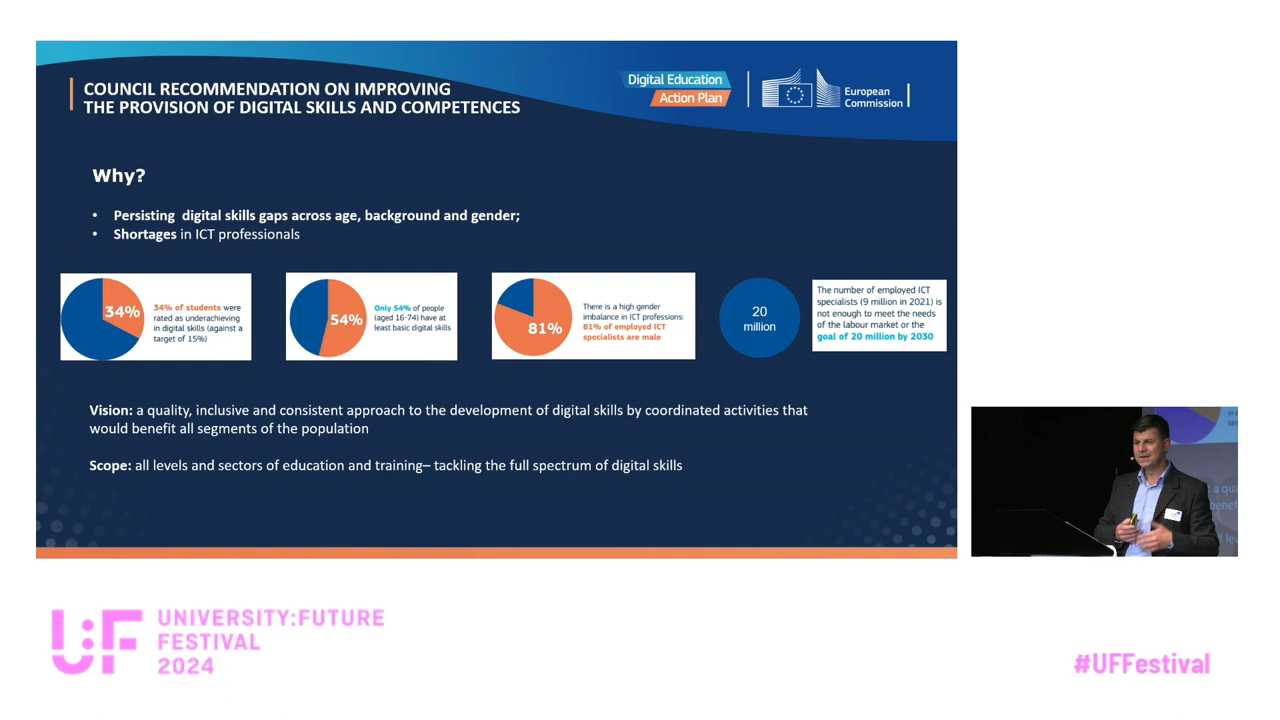 COUNCIL RECOMMENDATION ON IMPROVING
THE PROVISION OF DIGITAL SKILLS AND COMPETENCES
Digital Education
Action Plan
European
Commission
Why?
• Persisting digital skills gaps across age, background and gender;
• Shortages in ICT professionals
34%
34% of students were
rated as underachieving
in digital skills (against a
target of 15%)
54%
Only 54% of people
(aged 16-74) have at
least basic digital skills
81%
There is a high gender
imbalance in ICT professions:
81% of employed ICT
specialists are male
20
million
The number of employed ICT
specialists (9 million in 2021) is
not enough to meet the needs
of the labour market or the
goal of 20 million by 2030
Vision: a quality, inclusive and consistent approach to the development of digital skills by coordinated activities that
would benefit all segments of the population
Scope: all levels and sectors of education and training– tackling the full spectrum of digital skills
U:F
UNIVERSITY:FUTURE
FESTIVAL
2024
#UFFestival